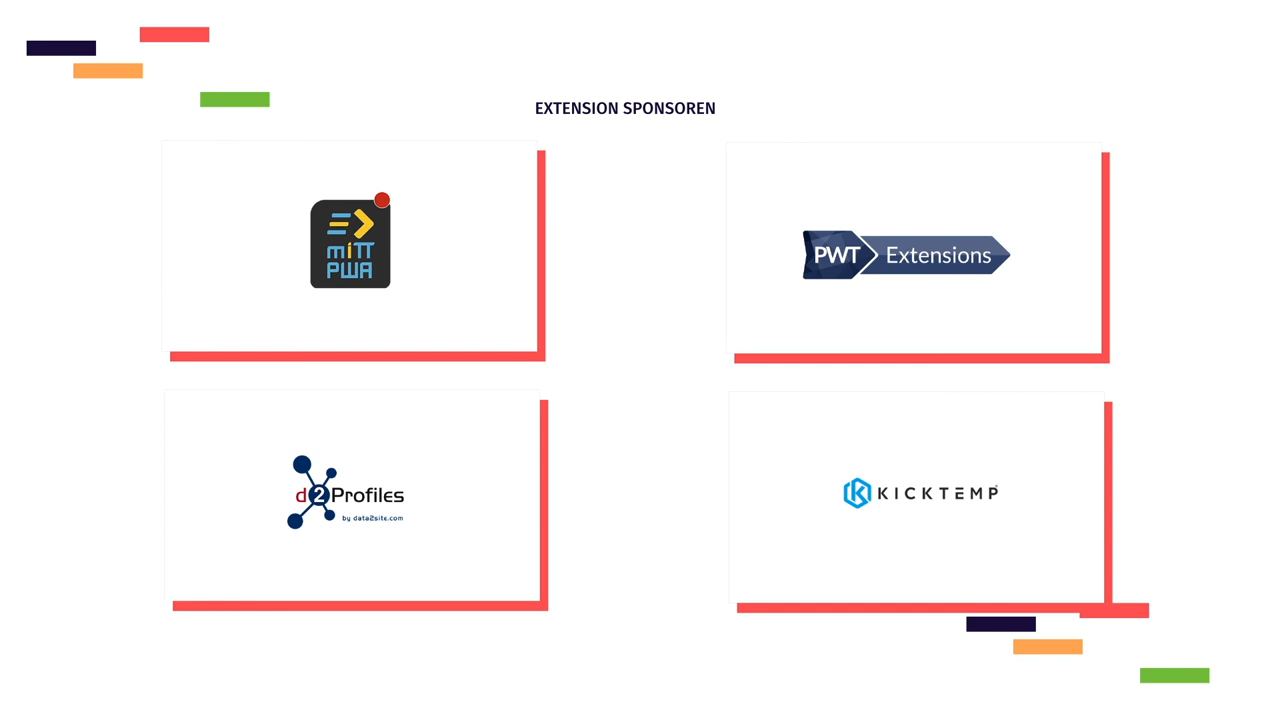 EXTENSION SPONSOREN
miTT
PWA
PWT Extensions
d2Profiles
by data2site.com
KICKTEMP